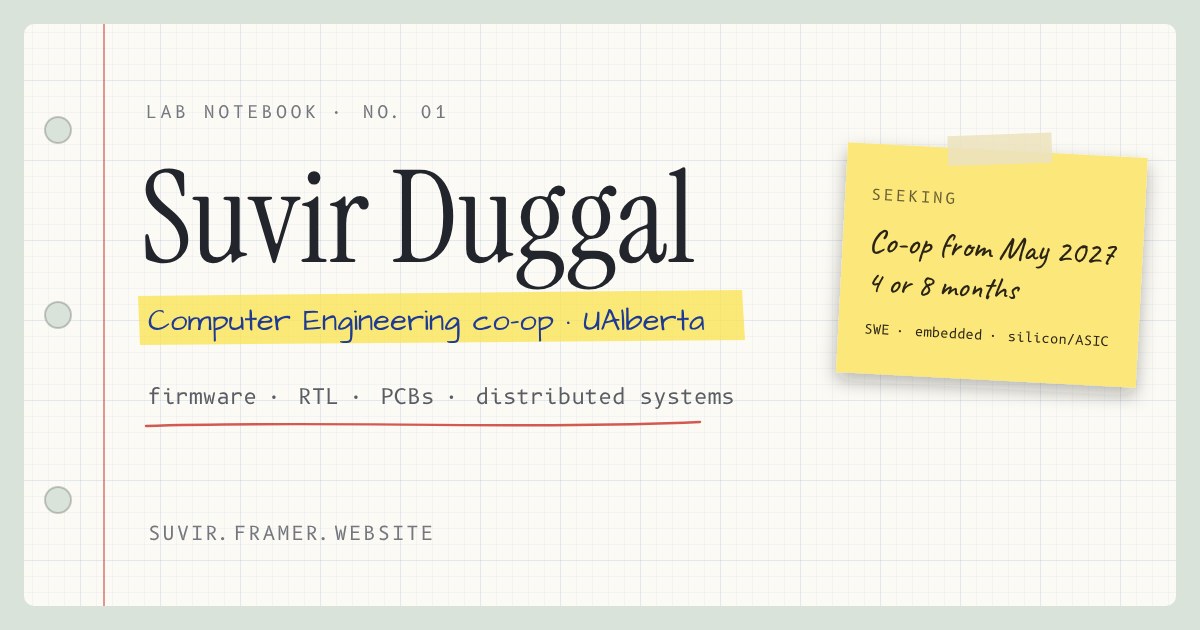 LAB NOTEBOOK · NO. 01
Suvir Duggal
Computer Engineering co-op · UAlberta
firmware · RTL · PCBs · distributed systems
SUVIR.FRAMER.WEBSITE
SEEKING
Co-op from May 2027
4 or 8 months
SWE · embedded · silicon/ASIC